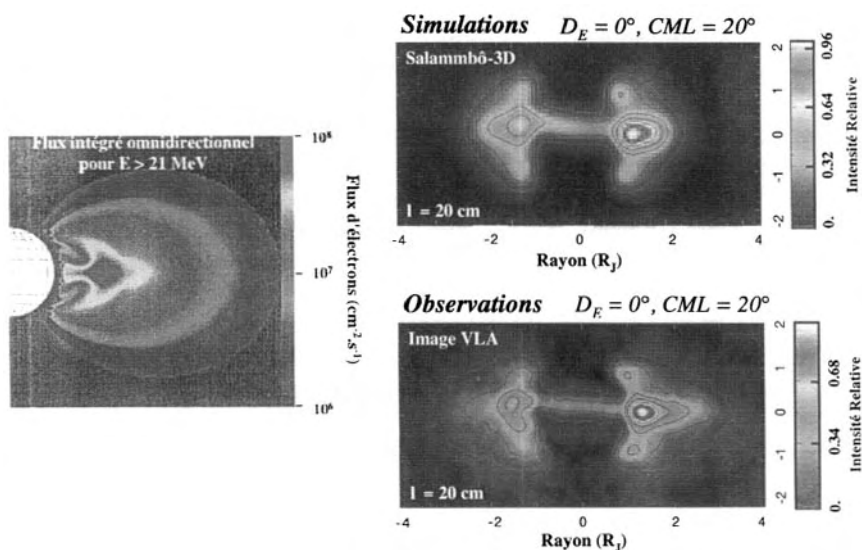 Flux intégré omnidirectionnel
pour E > 21 MeV
10⁸
10⁷
10⁶
Flux d'électrons (cm⁻².s⁻¹)
Simulations D_E = 0°, CML = 20°
Salammbô-3D
l = 20 cm
2
1
0
-1
-2
-4
-2
0
2
4
Rayon (R_J)
0.96
0.64
0.32
0.
Intensité Relative
Observations D_E = 0°, CML = 20°
Image VLA
l = 20 cm
2
1
0
-1
-2
-4
-2
0
2
4
Rayon (R_J)
0.68
0.34
0.
Intensité Relative